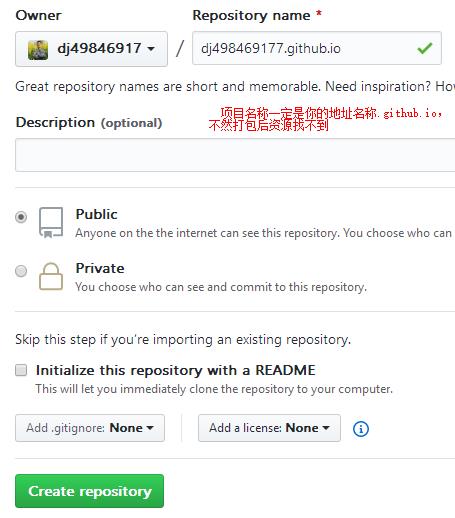 Owner
Repository name *
dj49846917
/
dj498469177.github.io
Great repository names are short and memorable. Need inspiration? Ho
项目名称一定是你的地址名称.github.io,
不然打包后资源找不到
Description (optional)
Public
Anyone on the the internet can see this repository. You choose who can
Private
You choose who can see and commit to this repository.
Skip this step if you're importing an existing repository.
Initialize this repository with a README
This will let you immediately clone the repository to your computer.
Add .gitignore: None
Add a license: None
Create repository